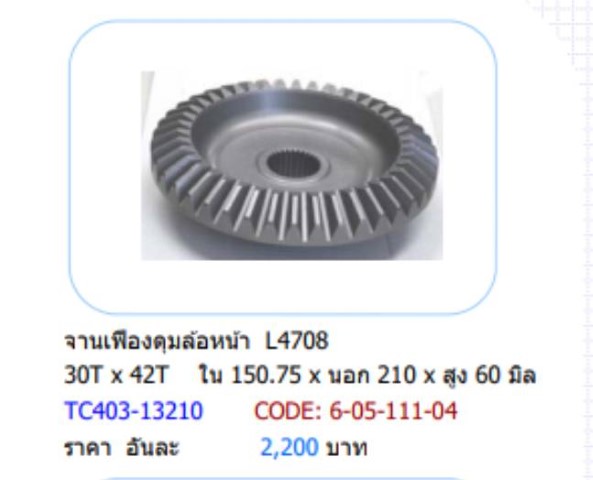 จานเฟืองดุมล้อหน้า L4708
30T x 42T ใน 150.75 x นอก 210 x สูง 60 มิล
TC403-13210 CODE: 6-05-111-04
ราคา อันละ 2,200 บาท